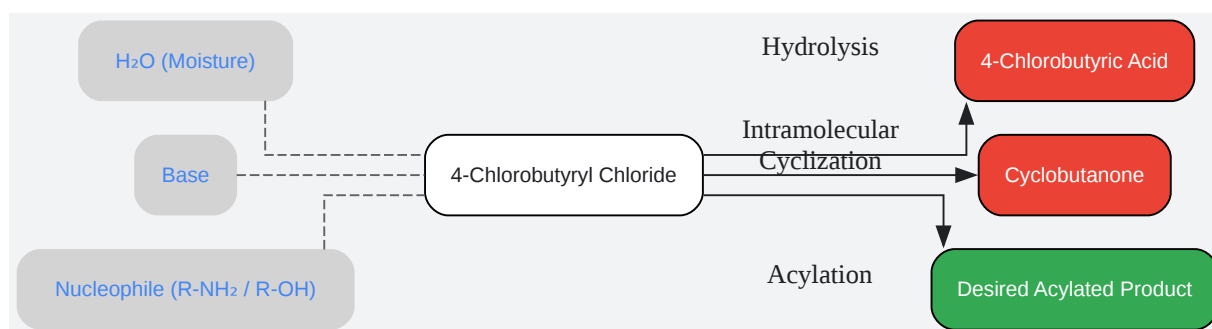 H₂O (Moisture)
Hydrolysis
4-Chlorobutyric Acid
Base
4-Chlorobutyryl Chloride
Intramolecular
Cyclization
Cyclobutanone
Nucleophile (R-NH₂ / R-OH)
Acylation
Desired Acylated Product